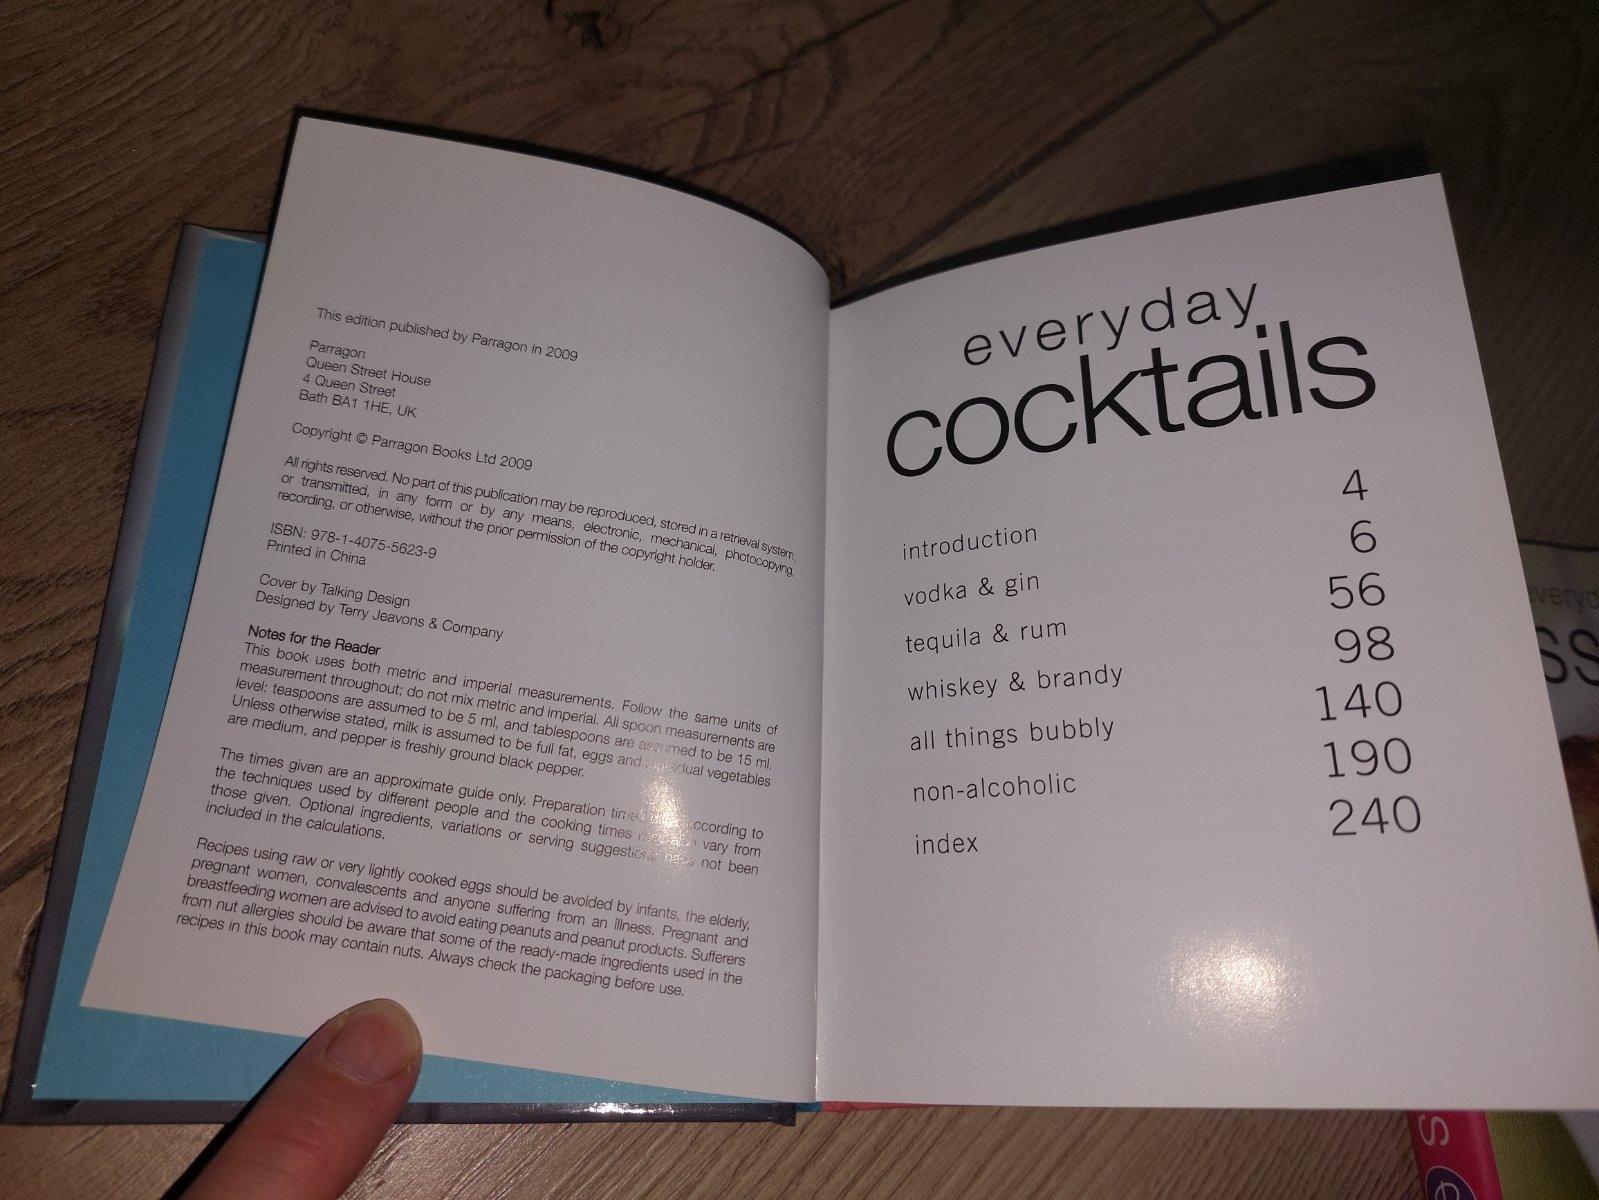 This edition published by Parragon in 2009
Parragon
Queen Street House
4 Queen Street
Bath BA1 1HE, UK
Copyright © Parragon Books Ltd 2009
All rights reserved. No part of this publication may be reproduced, stored in a retrieval system,
or transmitted, in any form or by any means, electronic, mechanical, photocopying,
recording, or otherwise, without the prior permission of the copyright holder.
ISBN: 978-1-4075-5623-9
Printed in China
Cover by Talking Design
Designed by Terry Jeavons & Company
Notes for the Reader
This book uses both metric and imperial measurements. Follow the same units of
measurement throughout; do not mix metric and imperial. All spoon measurements are
level: teaspoons are assumed to be 5 ml, and tablespoons are assumed to be 15 ml.
Unless otherwise stated, milk is assumed to be full fat, eggs and vegetables
are medium, and pepper is freshly ground black pepper.
The times given are an approximate guide only. Preparation according to
the techniques used by different people and the cooking times vary from
those given. Optional ingredients, variations or serving not been
included in the calculations.
Recipes using raw or very lightly cooked eggs should be avoided by infants, the elderly,
pregnant women, convalescents and anyone suffering from an illness. Pregnant and
breastfeeding women are advised to avoid eating peanuts and peanut products. Sufferers
from nut allergies should be aware that some of the ready-made ingredients used in the
recipes in this book may contain nuts. Always check the packaging before use.
everyday
cocktails
introduction 4
vodka & gin 6
tequila & rum 56
whiskey & brandy 98
all things bubbly 140
non-alcoholic 190
index 240